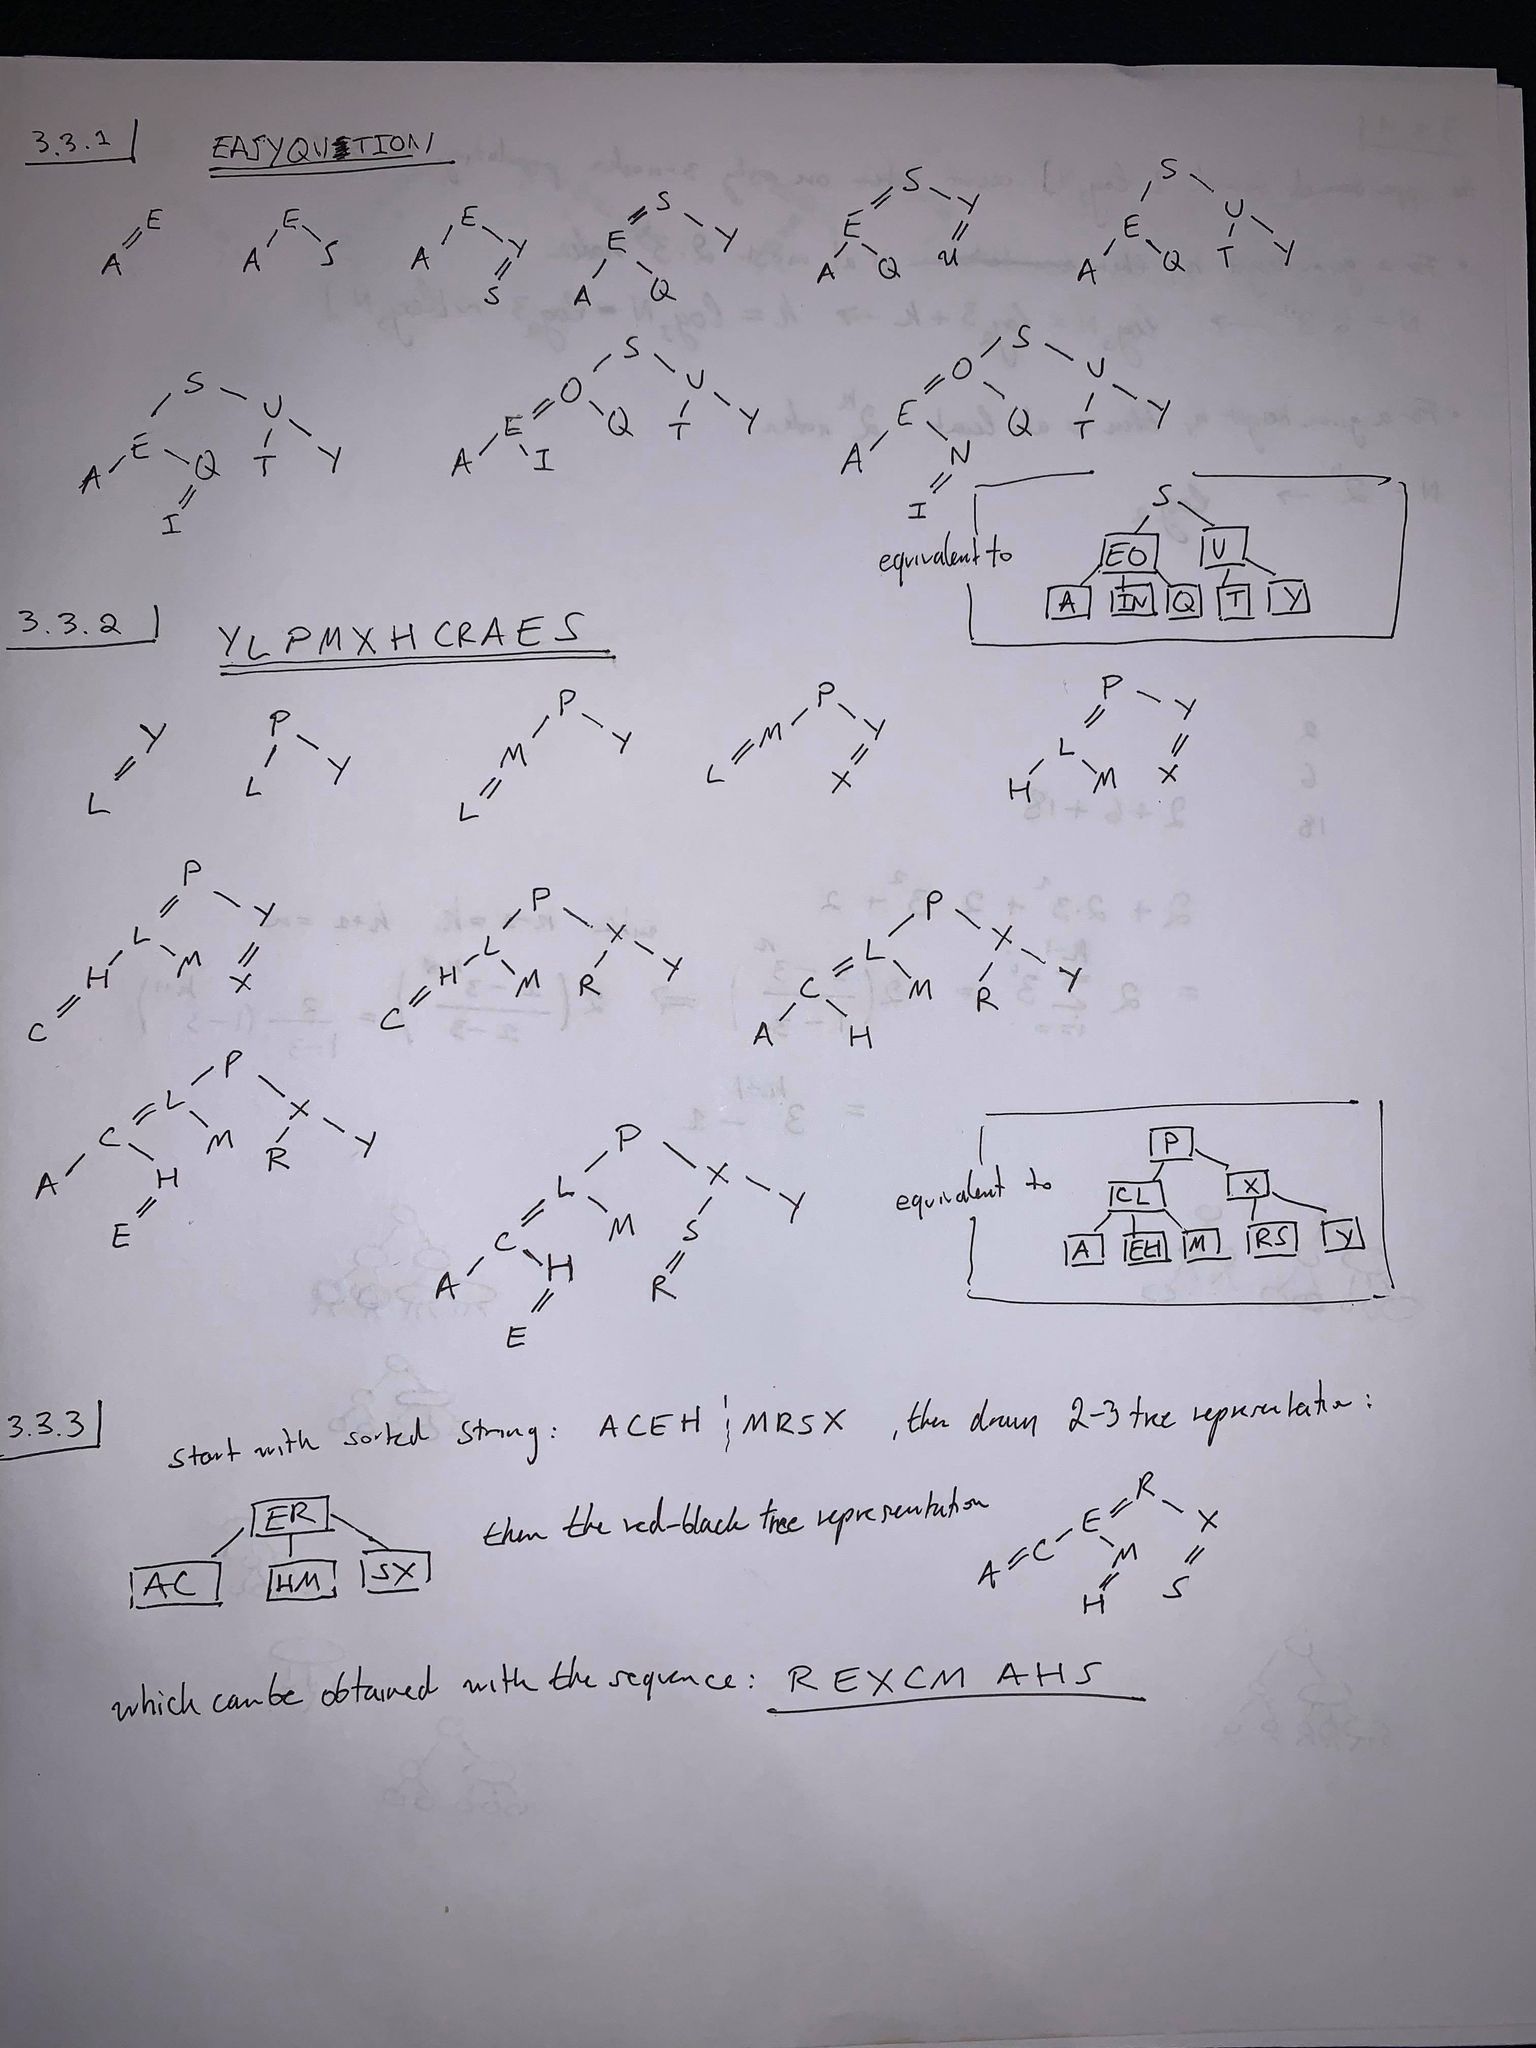 3.3.1 EASYQUTION
E S S S
A E E E S Y E Y E U
A S A Y A Q A Q U A Q T Y
S
S S S
E U O U O U
A Q T Y E Q T Y E Q T Y
I A I A N
I
equivalent to
S
EO U
A IN Q T Y
3.3.2 YLPMXHCRAES
Y P P P P
L L Y M Y M Y L Y
L L X H M X
P P P
L Y L X L X
H M X H M R Y C M R Y
C C A H
P P
L X L X
C M R Y C M S Y
A H A H R
E E
equivalent to
P
CL X
A EH M RS Y
3.3.3 start with sorted string: ACEH ¦ MRSX , then draw 2-3 tree representation:
ER then the red-black tree representation
AC HM SX
R
E X
C M S
A H
which can be obtained with the sequence: REXCM AHS